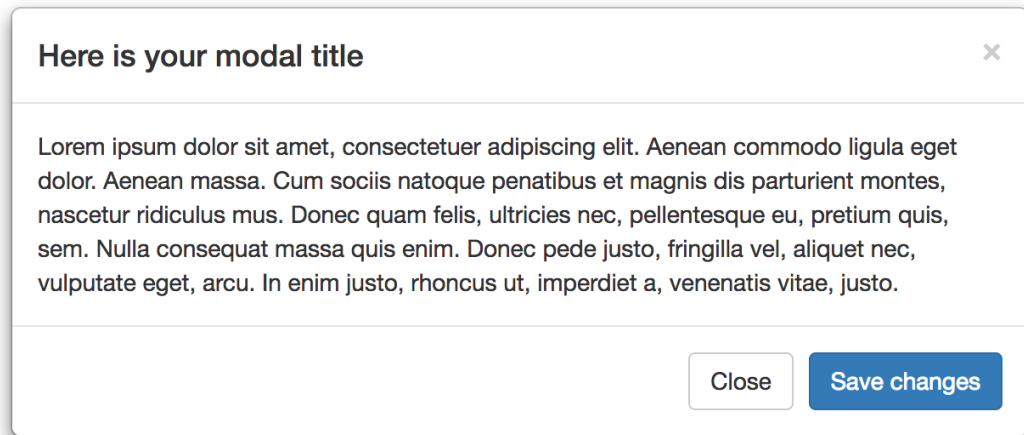 Here is your modal title
×
Lorem ipsum dolor sit amet, consectetuer adipiscing elit. Aenean commodo ligula eget
dolor. Aenean massa. Cum sociis natoque penatibus et magnis dis parturient montes,
nascetur ridiculus mus. Donec quam felis, ultricies nec, pellentesque eu, pretium quis,
sem. Nulla consequat massa quis enim. Donec pede justo, fringilla vel, aliquet nec,
vulputate eget, arcu. In enim justo, rhoncus ut, imperdiet a, venenatis vitae, justo.
Close
Save changes